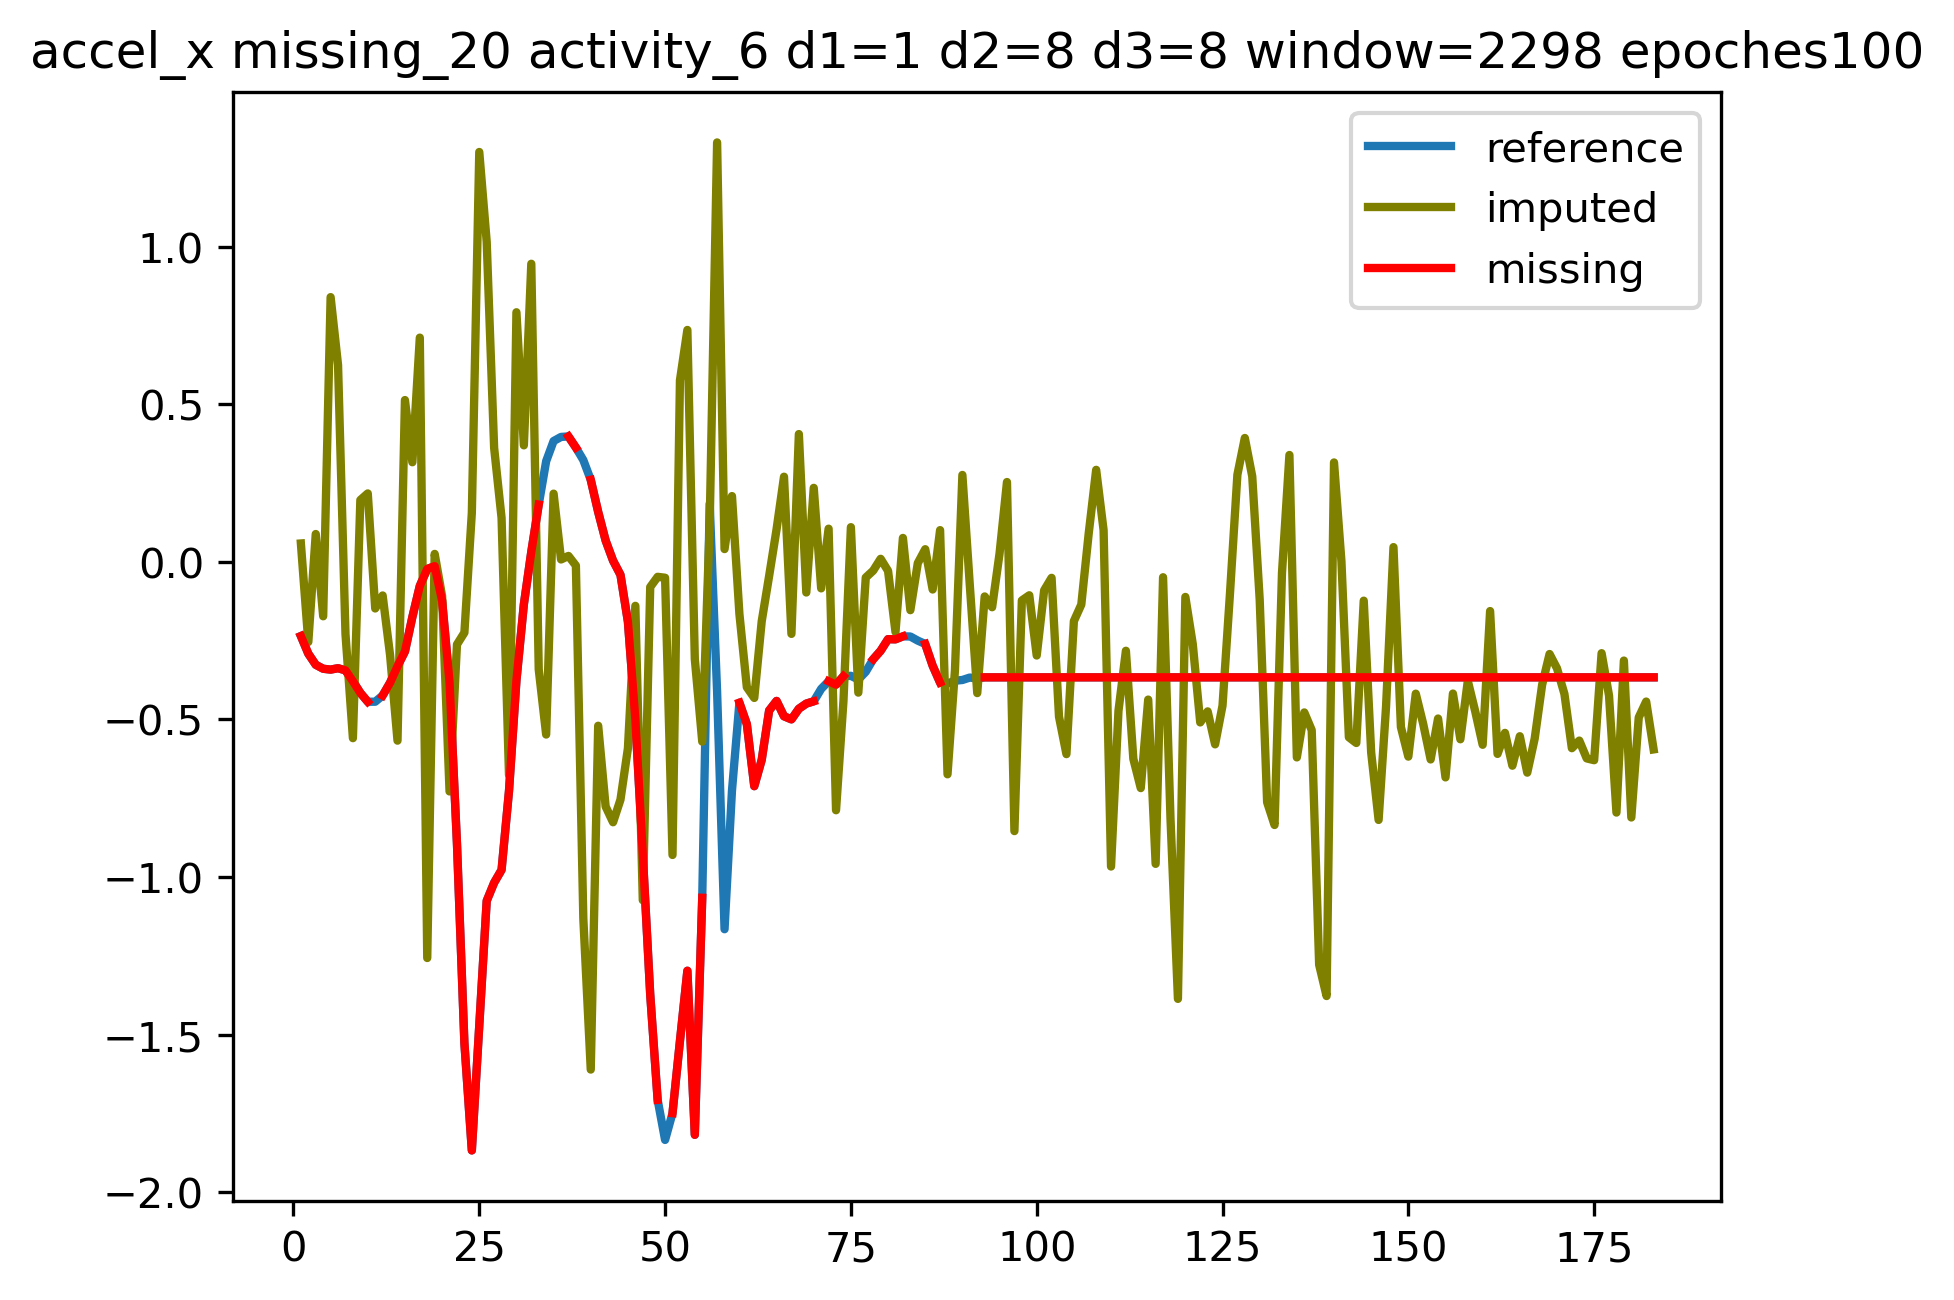 accel_x missing_20 activity_6 d1=1 d2=8 d3=8 window=2298 epoches100
reference
imputed
missing
1.0
0.5
0.0
−0.5
−1.0
−1.5
−2.0
0 25 50 75 100 125 150 175